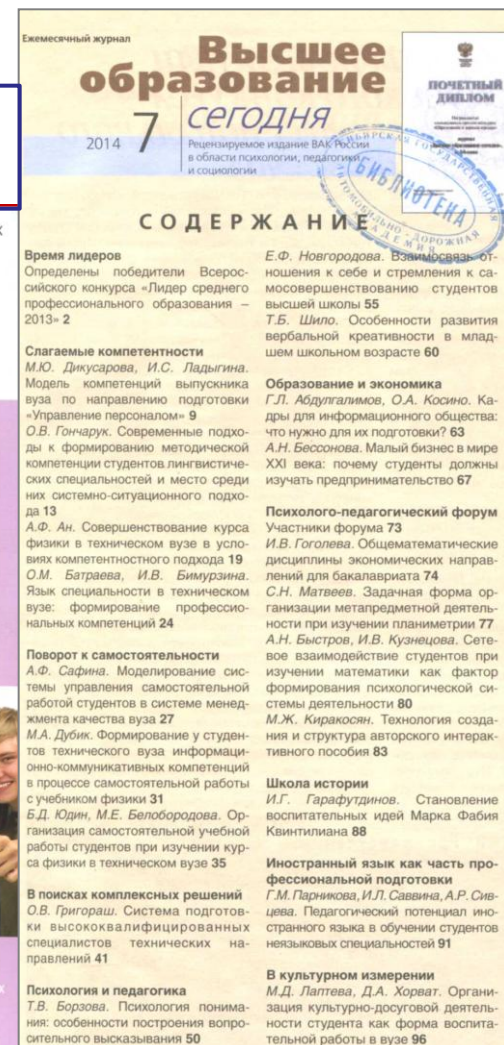 Ежемесячный журнал
Высшее
образование
сегодня
2014 7
Рецензируемое издание ВАК России
в области психологии, педагогики
и социологии
ПОЧЕТНЫЙ
ДИПЛОМ
БИБЛИОТЕКА
СОДЕРЖАНИЕ
Время лидеров
Определены победители Всерос-
сийского конкурса «Лидер среднего
профессионального образования –
2013» 2
Слагаемые компетентности
М.Ю. Дикусарова, И.С. Ладыгина.
Модель компетенций выпускника
вуза по направлению подготовки
«Управление персоналом» 9
О.В. Гончарук. Современные подхо-
ды к формированию методической
компетенции студентов лингвистиче-
ских специальностей и место среди
них системно-ситуационного подхо-
да 13
А.Ф. Ан. Совершенствование курса
физики в техническом вузе в усло-
виях компетентностного подхода 19
О.М. Батраева, И.В. Бимурзина.
Язык специальности в техническом
вузе: формирование профессио-
нальных компетенций 24
Поворот к самостоятельности
А.Ф. Сафина. Моделирование сис-
темы управления самостоятельной
работой студентов в системе менед-
жмента качества вуза 27
М.А. Дубик. Формирование у студен-
тов технического вуза информаци-
онно-коммуникативных компетенций
в процессе самостоятельной работы
с учебником физики 31
Б.Д. Юдин, М.Е. Белобородова. Ор-
ганизация самостоятельной учебной
работы студентов при изучении кур-
са физики в техническом вузе 35
В поисках комплексных решений
О.В. Григораш. Система подготов-
ки высококвалифицированных
специалистов технических на-
правлений 41
Психология и педагогика
Т.В. Борзова. Психология понима-
ния: особенности построения вопро-
сительного высказывания 50
Е.Ф. Новгородова. Взаимосвязь от-
ношения к себе и стремления к са-
мосовершенствованию студентов
высшей школы 55
Т.Б. Шило. Особенности развития
вербальной креативности в млад-
шем школьном возрасте 60
Образование и экономика
Г.Л. Абдулгалимов, О.А. Косино. Ка-
дры для информационного общества:
что нужно для их подготовки? 63
А.Н. Бессонова. Малый бизнес в мире
XXI века: почему студенты должны
изучать предпринимательство 67
Психолого-педагогический форум
Участники форума 73
И.В. Гоголева. Общематематические
дисциплины экономических направ-
лений для бакалавриата 74
С.Н. Матвеев. Задачная форма ор-
ганизации метапредметной деятель-
ности при изучении планиметрии 77
А.Н. Быстров, И.В. Кузнецова. Сете-
вое взаимодействие студентов при
изучении математики как фактор
формирования психологической си-
стемы деятельности 80
М.Ж. Киракосян. Технология созда-
ния и структура авторского интерак-
тивного пособия 83
Школа истории
И.Г. Гарафутдинов. Становление
воспитательных идей Марка Фабия
Квинтилиана 88
Иностранный язык как часть про-
фессиональной подготовки
Г.М. Парникова, И.Л. Саввина, А.Р. Сив-
цева. Педагогический потенциал ино-
странного языка в обучении студентов
неязыковых специальностей 91
В культурном измерении
М.Д. Лаптева, Д.А. Хорват. Органи-
зация культурно-досуговой деятель-
ности студента как форма воспита-
тельной работы в вузе 96